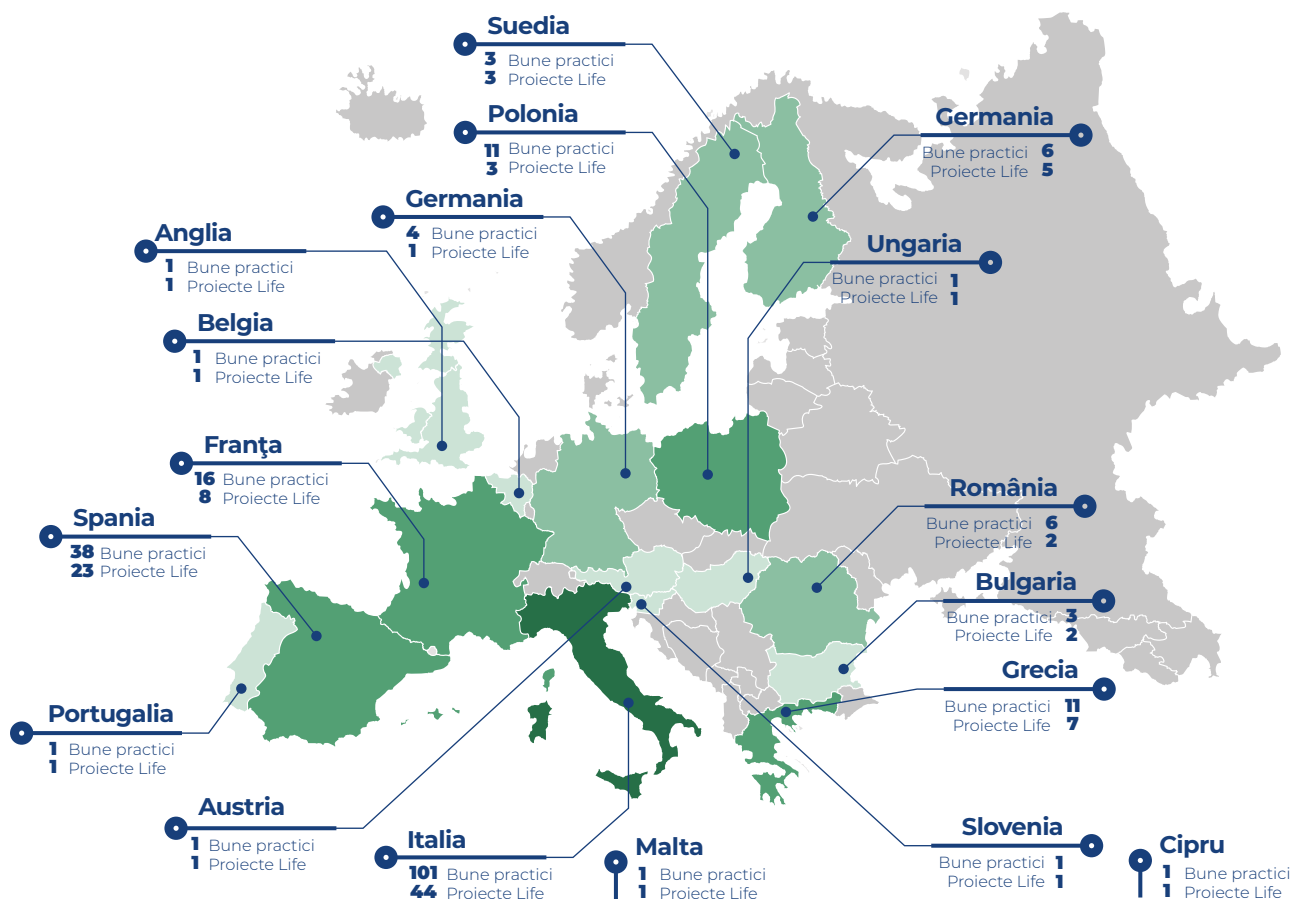 Suedia
3 Bune practici
3 Proiecte Life
Polonia
11 Bune practici
3 Proiecte Life
Germania
Bune practici 6
Proiecte Life 5
Germania
4 Bune practici
1 Proiecte Life
Anglia
1 Bune practici
1 Proiecte Life
Ungaria
Bune practici 1
Proiecte Life 1
Belgia
1 Bune practici
1 Proiecte Life
Franţa
16 Bune practici
8 Proiecte Life
Spania
38 Bune practici
23 Proiecte Life
România
Bune practici 6
Proiecte Life 2
Bulgaria
Bune practici 3
Proiecte Life 2
Grecia
Bune practici 11
Proiecte Life 7
Portugalia
1 Bune practici
1 Proiecte Life
Austria
1 Bune practici
1 Proiecte Life
Italia
101 Bune practici
44 Proiecte Life
Malta
1 Bune practici
1 Proiecte Life
Slovenia
Bune practici 1
Proiecte Life 1
Cipru
1 Bune practici
1 Proiecte Life